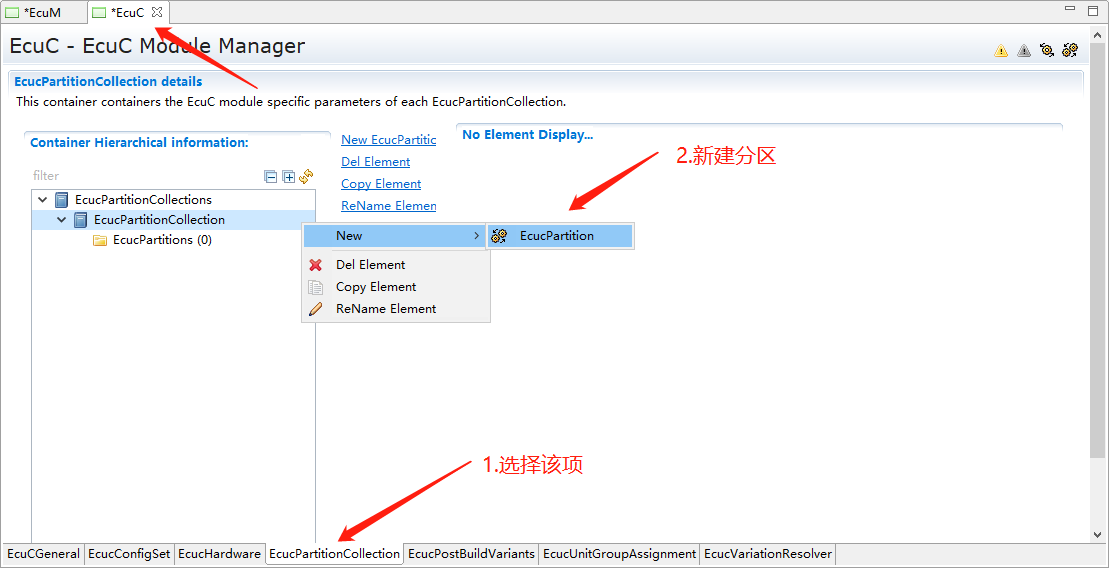 *EcuM
*EcuC
EcuC - EcuC Module Manager
EcucPartitionCollection details
This container containers the EcuC module specific parameters of each EcucPartitionCollection.
Container Hierarchical information:
filter
EcucPartitionCollections
EcucPartitionCollection
EcucPartitions (0)
New EcucPartitic
Del Element
Copy Element
ReName Elemen
No Element Display...
2.新建分区
New
EcucPartition
Del Element
Copy Element
ReName Element
1.选择该项
EcuCGeneral
EcucConfigSet
EcucHardware
EcucPartitionCollection
EcucPostBuildVariants
EcucUnitGroupAssignment
EcucVariationResolver